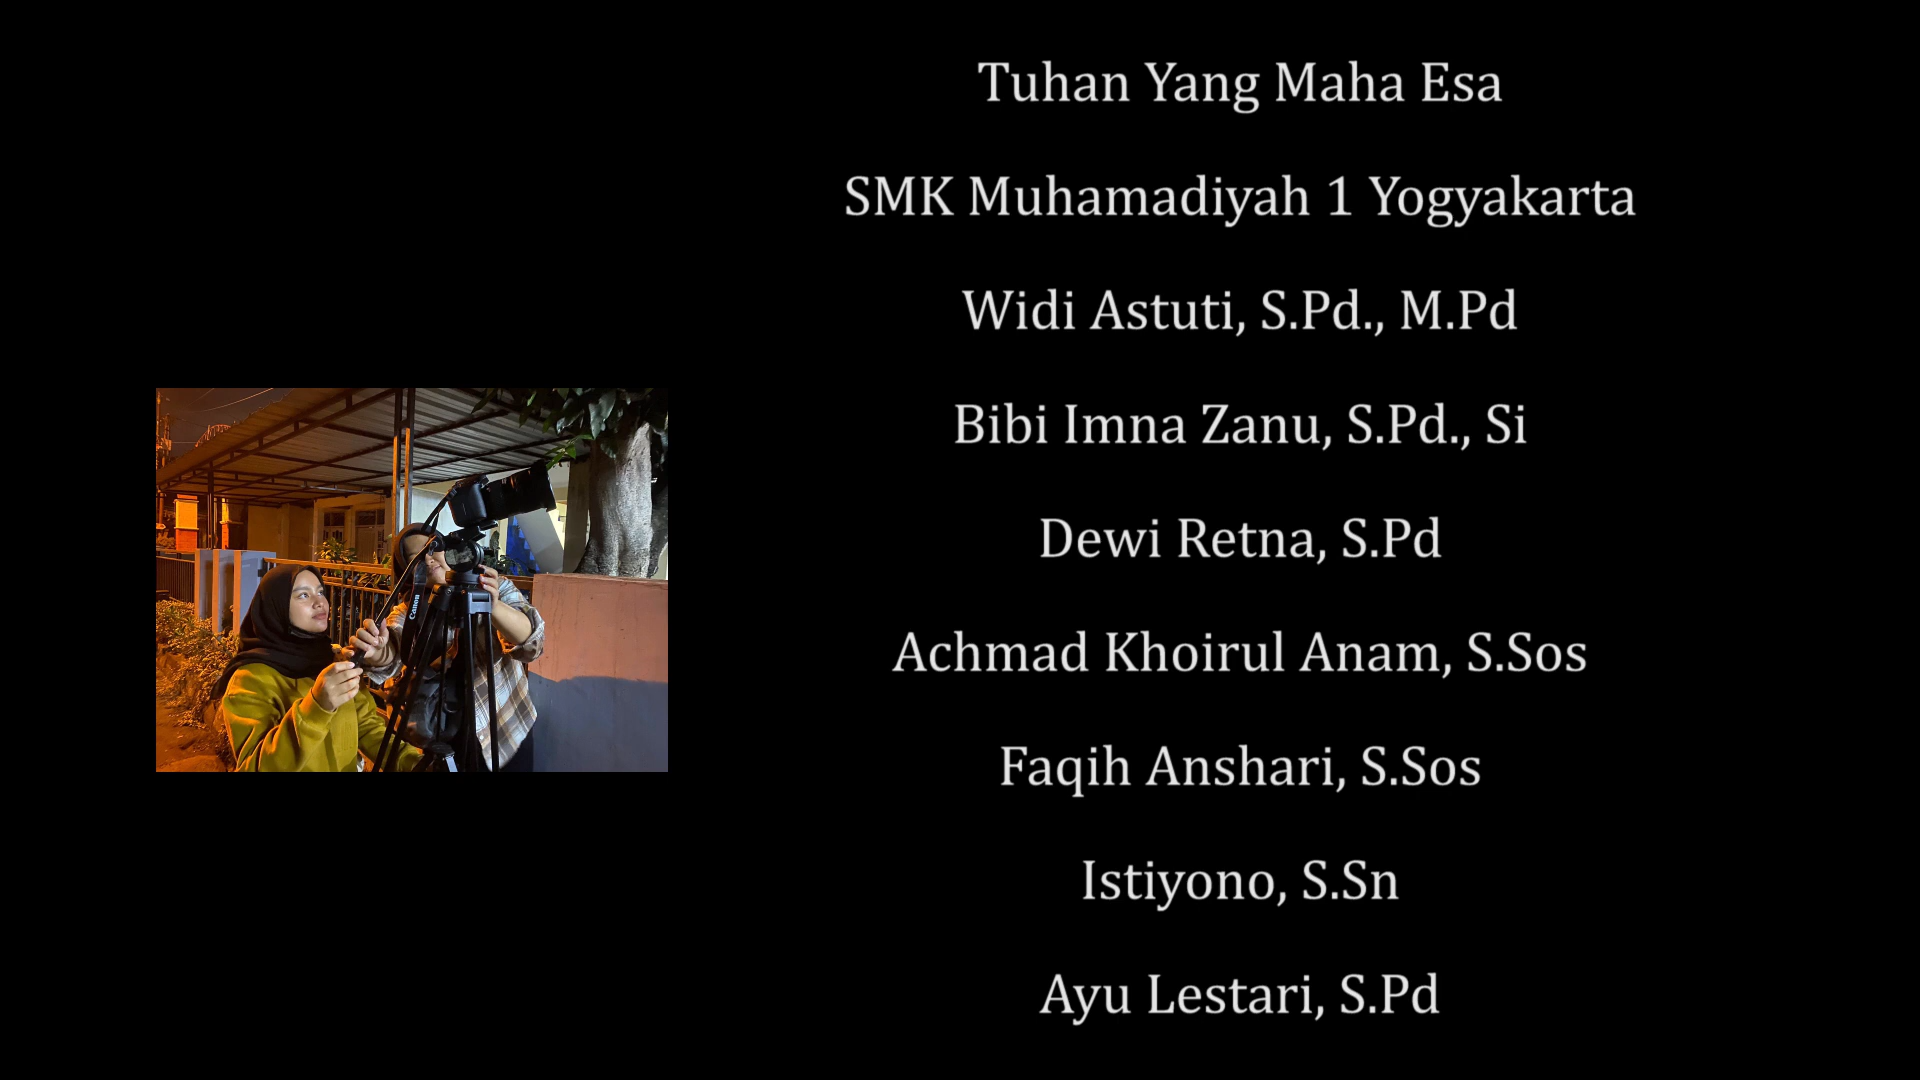 Tuhan Yang Maha Esa
SMK Muhamadiyah 1 Yogyakarta
Widi Astuti, S.Pd., M.Pd
Bibi Imna Zanu, S.Pd., Si
Dewi Retna, S.Pd
Achmad Khoirul Anam, S.Sos
Faqih Anshari, S.Sos
Istiyono, S.Sn
Ayu Lestari, S.Pd
Canon